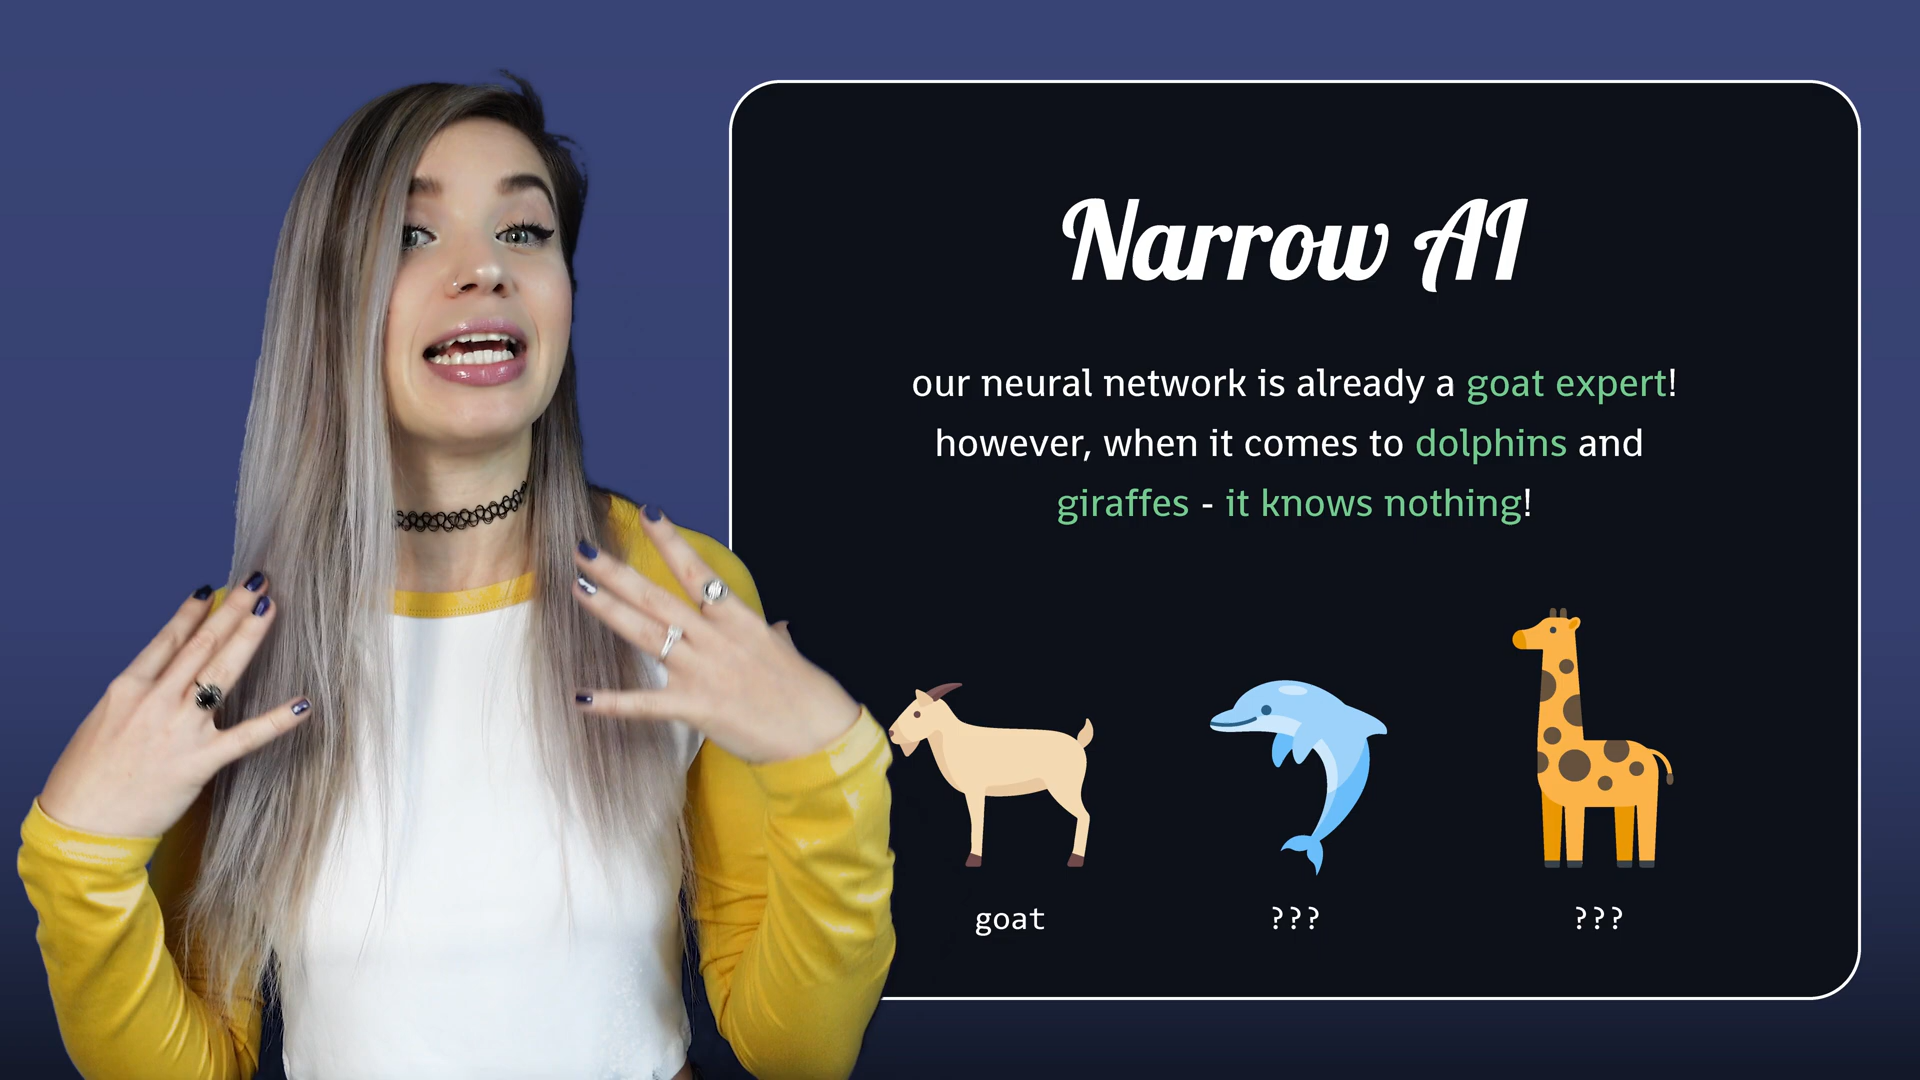 Narrow AI
our neural network is already a goat expert!
however, when it comes to dolphins and
giraffes - it knows nothing!
goat
???
???